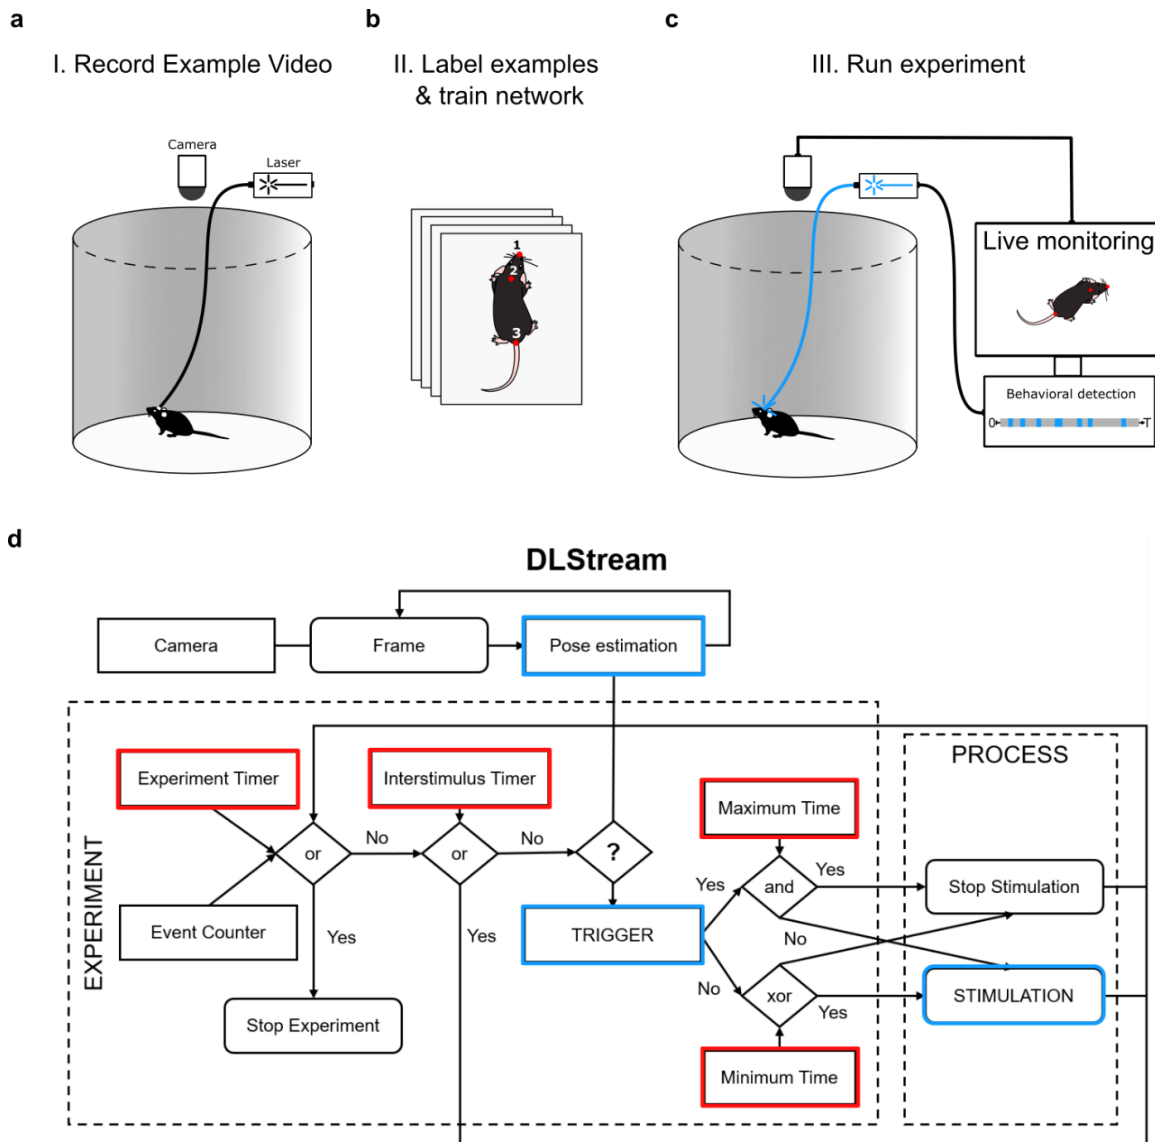 a
b
c
I. Record Example Video
II. Label examples
& train network
III. Run experiment
Camera
Laser
1
2
3
Live monitoring
Behavioral detection
0
T
d
DLStream
Camera
Frame
Pose estimation
EXPERIMENT
PROCESS
Experiment Timer
Interstimulus Timer
Maximum Time
or
No
or
No
?
Yes
and
Yes
Stop Stimulation
Event Counter
Yes
Yes
TRIGGER
No
No
xor
Yes
STIMULATION
Stop Experiment
Minimum Time